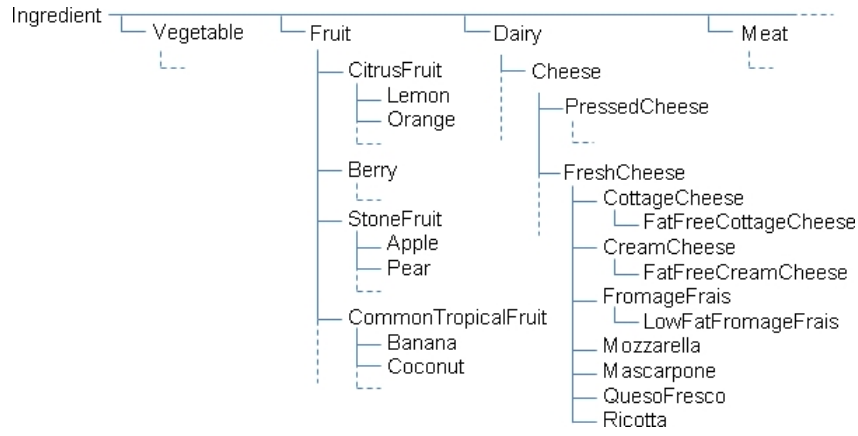 Ingredient
Vegetable
Fruit
CitrusFruit
Lemon
Orange
Berry
StoneFruit
Apple
Pear
CommonTropicalFruit
Banana
Coconut
Dairy
Cheese
PressedCheese
FreshCheese
CottageCheese
FatFreeCottageCheese
CreamCheese
FatFreeCreamCheese
FromageFrais
LowFatFromageFrais
Mozzarella
Mascarpone
QuesoFresco
Ricotta
Meat